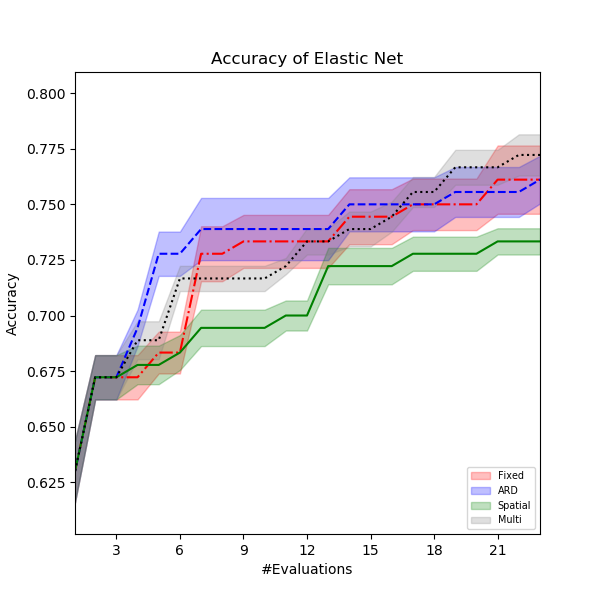 Accuracy of Elastic Net
0.800
0.775
0.750
0.725
0.700
0.675
0.650
0.625
Accuracy
3 6 9 12 15 18 21
#Evaluations
Fixed
ARD
Spatial
Multi